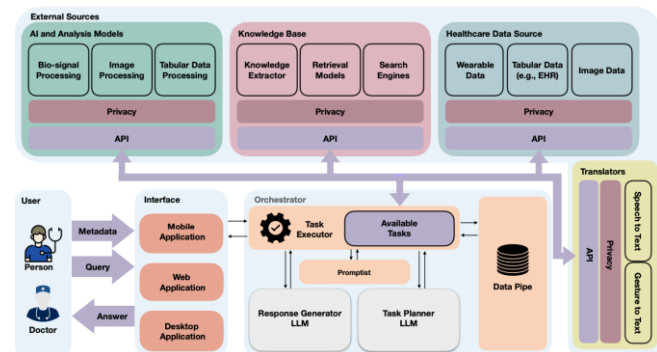 External Sources
AI and Analysis Models
Bio-signal
Processing
Image
Processing
Tabular Data
Processing
Privacy
API
Knowledge Base
Knowledge
Extractor
Retrieval
Models
Search
Engines
Privacy
API
Healthcare Data Source
Wearable
Data
Tabular Data
(e.g., EHR)
Image Data
Privacy
API
Translators
API
Privacy
Speech to Text
Gesture to Text
User
Person
Doctor
Metadata
Query
Answer
Interface
Mobile
Application
Web
Application
Desktop
Application
Orchestrator
Task
Executor
Available
Tasks
Promptist
Response Generator
LLM
Task Planner
LLM
Data Pipe